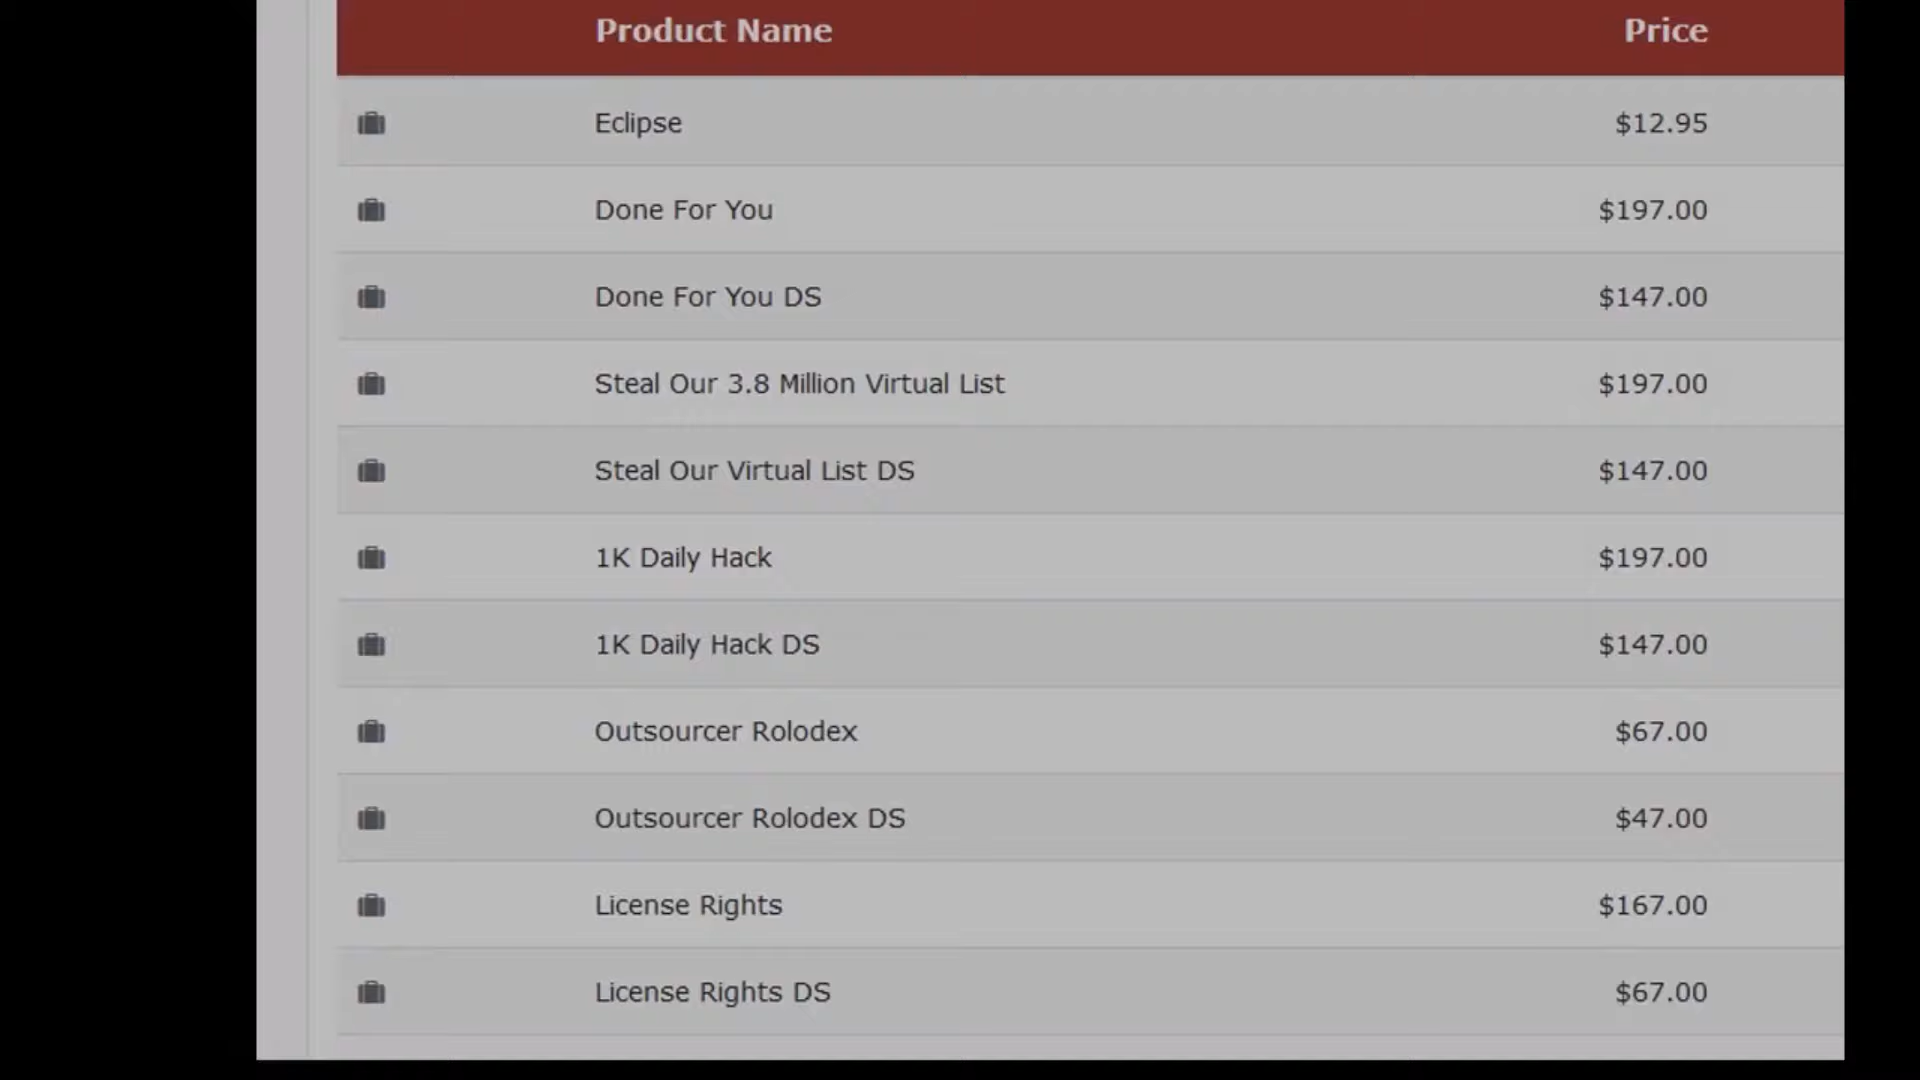 Product Name Price
Eclipse $12.95
Done For You $197.00
Done For You DS $147.00
Steal Our 3.8 Million Virtual List $197.00
Steal Our Virtual List DS $147.00
1K Daily Hack $197.00
1K Daily Hack DS $147.00
Outsourcer Rolodex $67.00
Outsourcer Rolodex DS $47.00
License Rights $167.00
License Rights DS $67.00